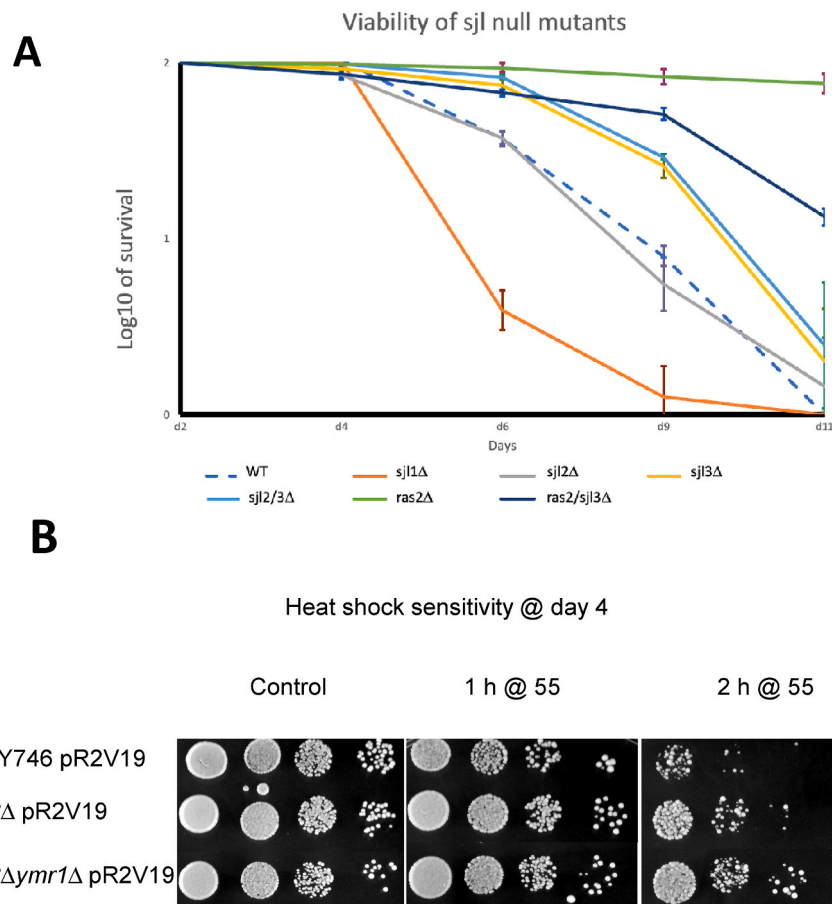 A
Viability of sjl null mutants
Log10 of survival
2
1
0
d2 d4 d6 d9 d11
Days
WT sjl1Δ sjl2Δ sjl3Δ
sjl2/3Δ ras2Δ ras2/sjl3Δ
B
Heat shock sensitivity @ day 4
Control 1 h @ 55 2 h @ 55
Y746 pR2V19
Δ pR2V19
Δymr1Δ pR2V19